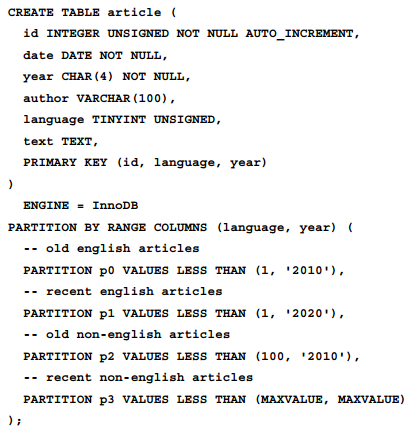 CREATE TABLE article (
id INTEGER UNSIGNED NOT NULL AUTO_INCREMENT,
date DATE NOT NULL,
year CHAR(4) NOT NULL,
author VARCHAR(100),
language TINYINT UNSIGNED,
text TEXT,
PRIMARY KEY (id, language, year)
)
ENGINE = InnoDB
PARTITION BY RANGE COLUMNS (language, year) (
-- old english articles
PARTITION p0 VALUES LESS THAN (1, '2010'),
-- recent english articles
PARTITION p1 VALUES LESS THAN (1, '2020'),
-- old non-english articles
PARTITION p2 VALUES LESS THAN (100, '2010'),
-- recent non-english articles
PARTITION p3 VALUES LESS THAN (MAXVALUE, MAXVALUE)
);